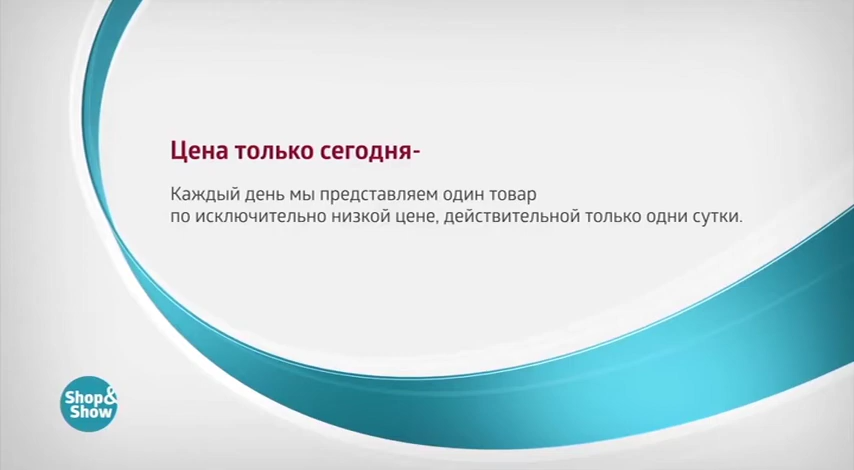 Цена только сегодня-
Каждый день мы представляем один товар
по исключительно низкой цене, действительной только одни сутки.
Shop&
Show